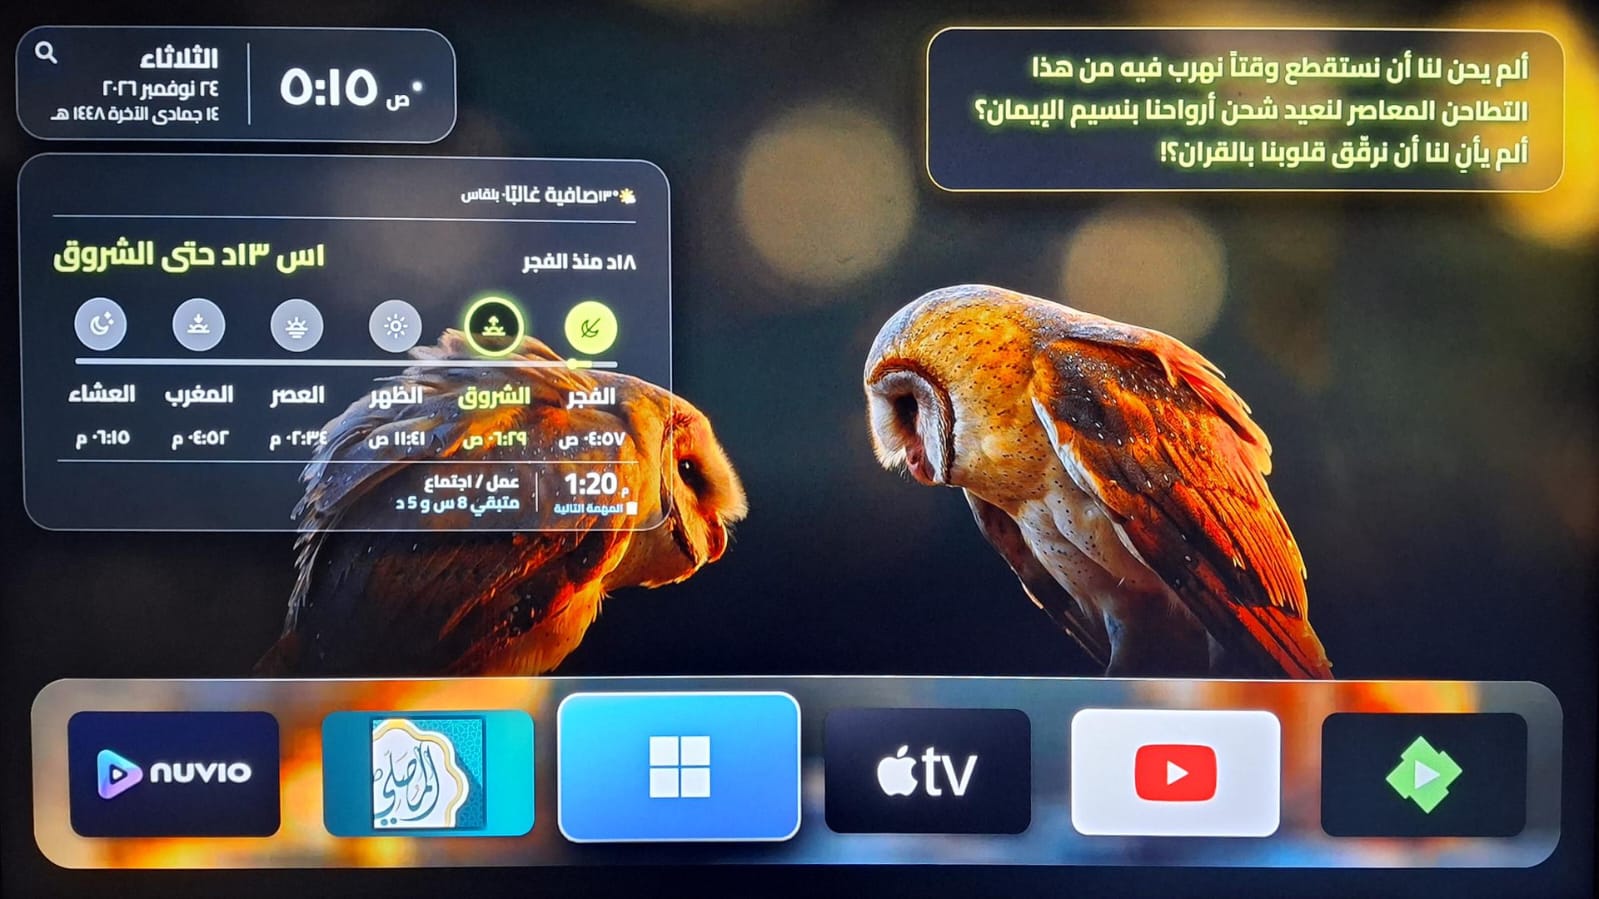 الثلاثاء
٢٤ نوفمبر ٢٠٢٦
١٤ جمادى الآخرة ١٤٤٨ هـ
٠٥:١٥ ص
ألم يحن لنا أن نستقطع وقتاً نهرب فيه من هذا
التطاحن المعاصر لنعيد شحن أرواحنا بنسيم الإيمان؟
ألم يأنِ لنا أن نرقّق قلوبنا بالقران؟!
١٣° صافية غالبًا · بلقاس
١٨د منذ الفجر
١س ١٣د حتى الشروق
الفجر الشروق الظهر العصر المغرب العشاء
٠٤:٥٧ ص ٠٦:٢٩ ص ١١:٤١ ص ٠٢:٣٤ م ٠٤:٥٢ م ٠٦:١٥ م
1:20 م
المهمة التالية
عمل / اجتماع
متبقي 8 س و 5 د
nuvio
المصلي
tv